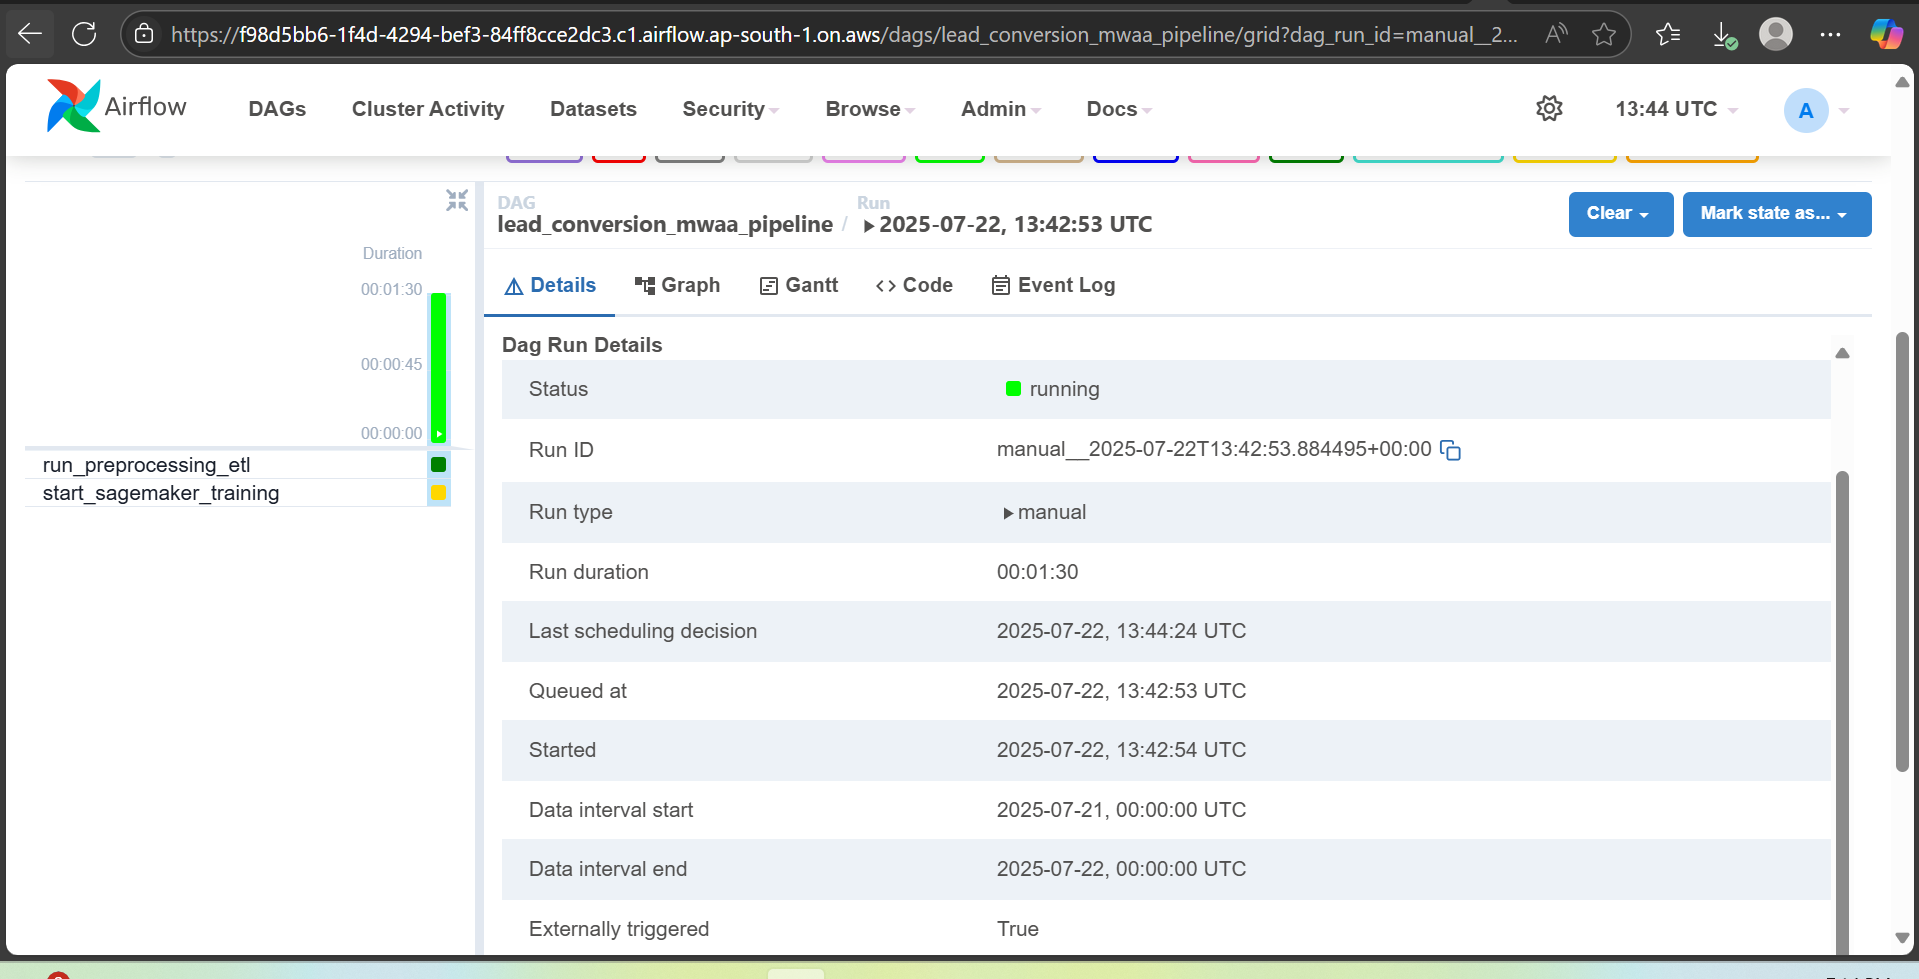 https://f98d5bb6-1f4d-4294-bef3-84ff8cce2dc3.c1.airflow.ap-south-1.on.aws/dags/lead_conversion_mwaa_pipeline/grid?dag_run_id=manual__2...
Airflow DAGs Cluster Activity Datasets Security Browse Admin Docs 13:44 UTC A
DAG Run
lead_conversion_mwaa_pipeline / 2025-07-22, 13:42:53 UTC
Clear Mark state as...
Duration
00:01:30
00:00:45
00:00:00
run_preprocessing_etl
start_sagemaker_training
Details Graph Gantt Code Event Log
Dag Run Details
Status running
Run ID manual__2025-07-22T13:42:53.884495+00:00
Run type manual
Run duration 00:01:30
Last scheduling decision 2025-07-22, 13:44:24 UTC
Queued at 2025-07-22, 13:42:53 UTC
Started 2025-07-22, 13:42:54 UTC
Data interval start 2025-07-21, 00:00:00 UTC
Data interval end 2025-07-22, 00:00:00 UTC
Externally triggered True